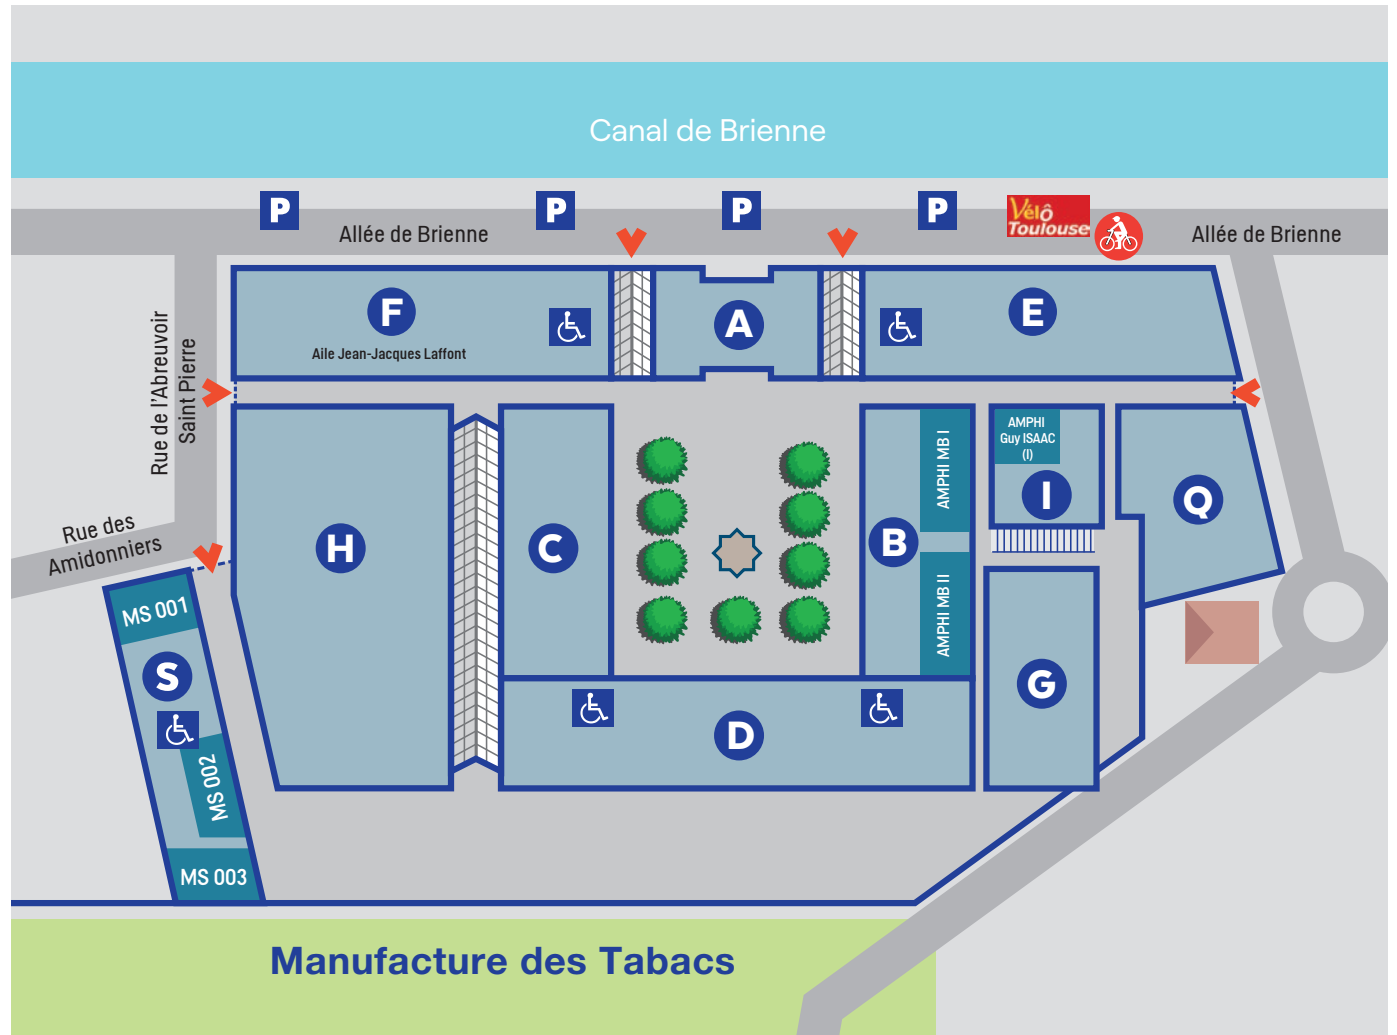 Canal de Brienne
P
P
P
P
Vélô
Toulouse
Allée de Brienne
Allée de Brienne
F
A
E
Aile Jean-Jacques Laffont
Rue de l'Abreuvoir
Saint Pierre
Rue des
Amidonniers
H
C
B
AMPHI MB I
AMPHI MB II
AMPHI
Guy ISAAC
(I)
I
Q
MS 001
S
MS 002
MS 003
D
G
Manufacture des Tabacs